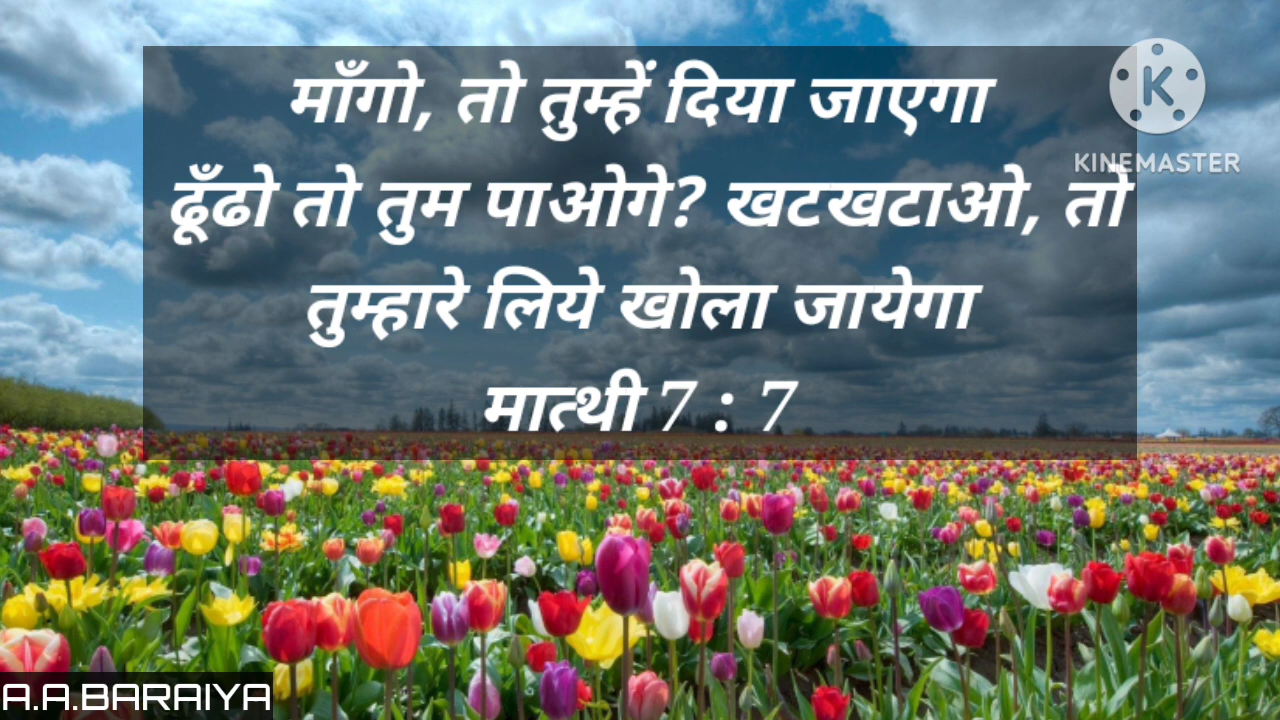 माँगो, तो तुम्हें दिया जाएगा
ढूँढो तो तुम पाओगे? खटखटाओ, तो
तुम्हारे लिये खोला जायेगा
मात्थी 7 : 7
K
KINEMASTER
A.A.BARAIYA